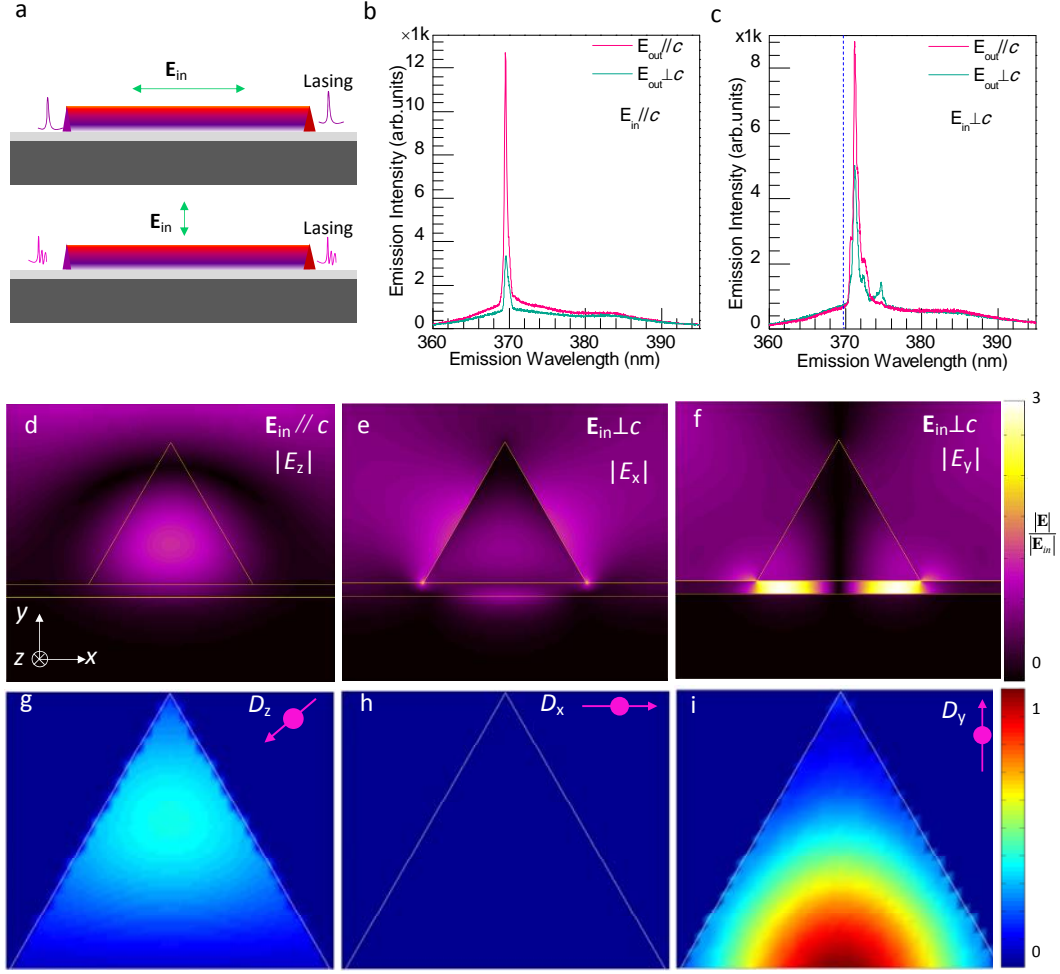 a
E_in
Lasing
E_in
Lasing
b
×1k
Emission Intensity (arb.units)
12
10
8
6
4
2
0
E_out//c
E_out⊥c
E_in//c
360 370 380 390
Emission Wavelength (nm)
c
x1k
Emission Intensity (arb.units)
8
6
4
2
0
E_out//c
E_out⊥c
E_in⊥c
360 370 380 390
Emission Wavelength (nm)
d
E_in // c
|E_z|
y
z
x
e
E_in⊥c
|E_x|
f
E_in⊥c
|E_y|
3
|E|
|E_in|
0
g
D_z
h
D_x
i
D_y
1
0